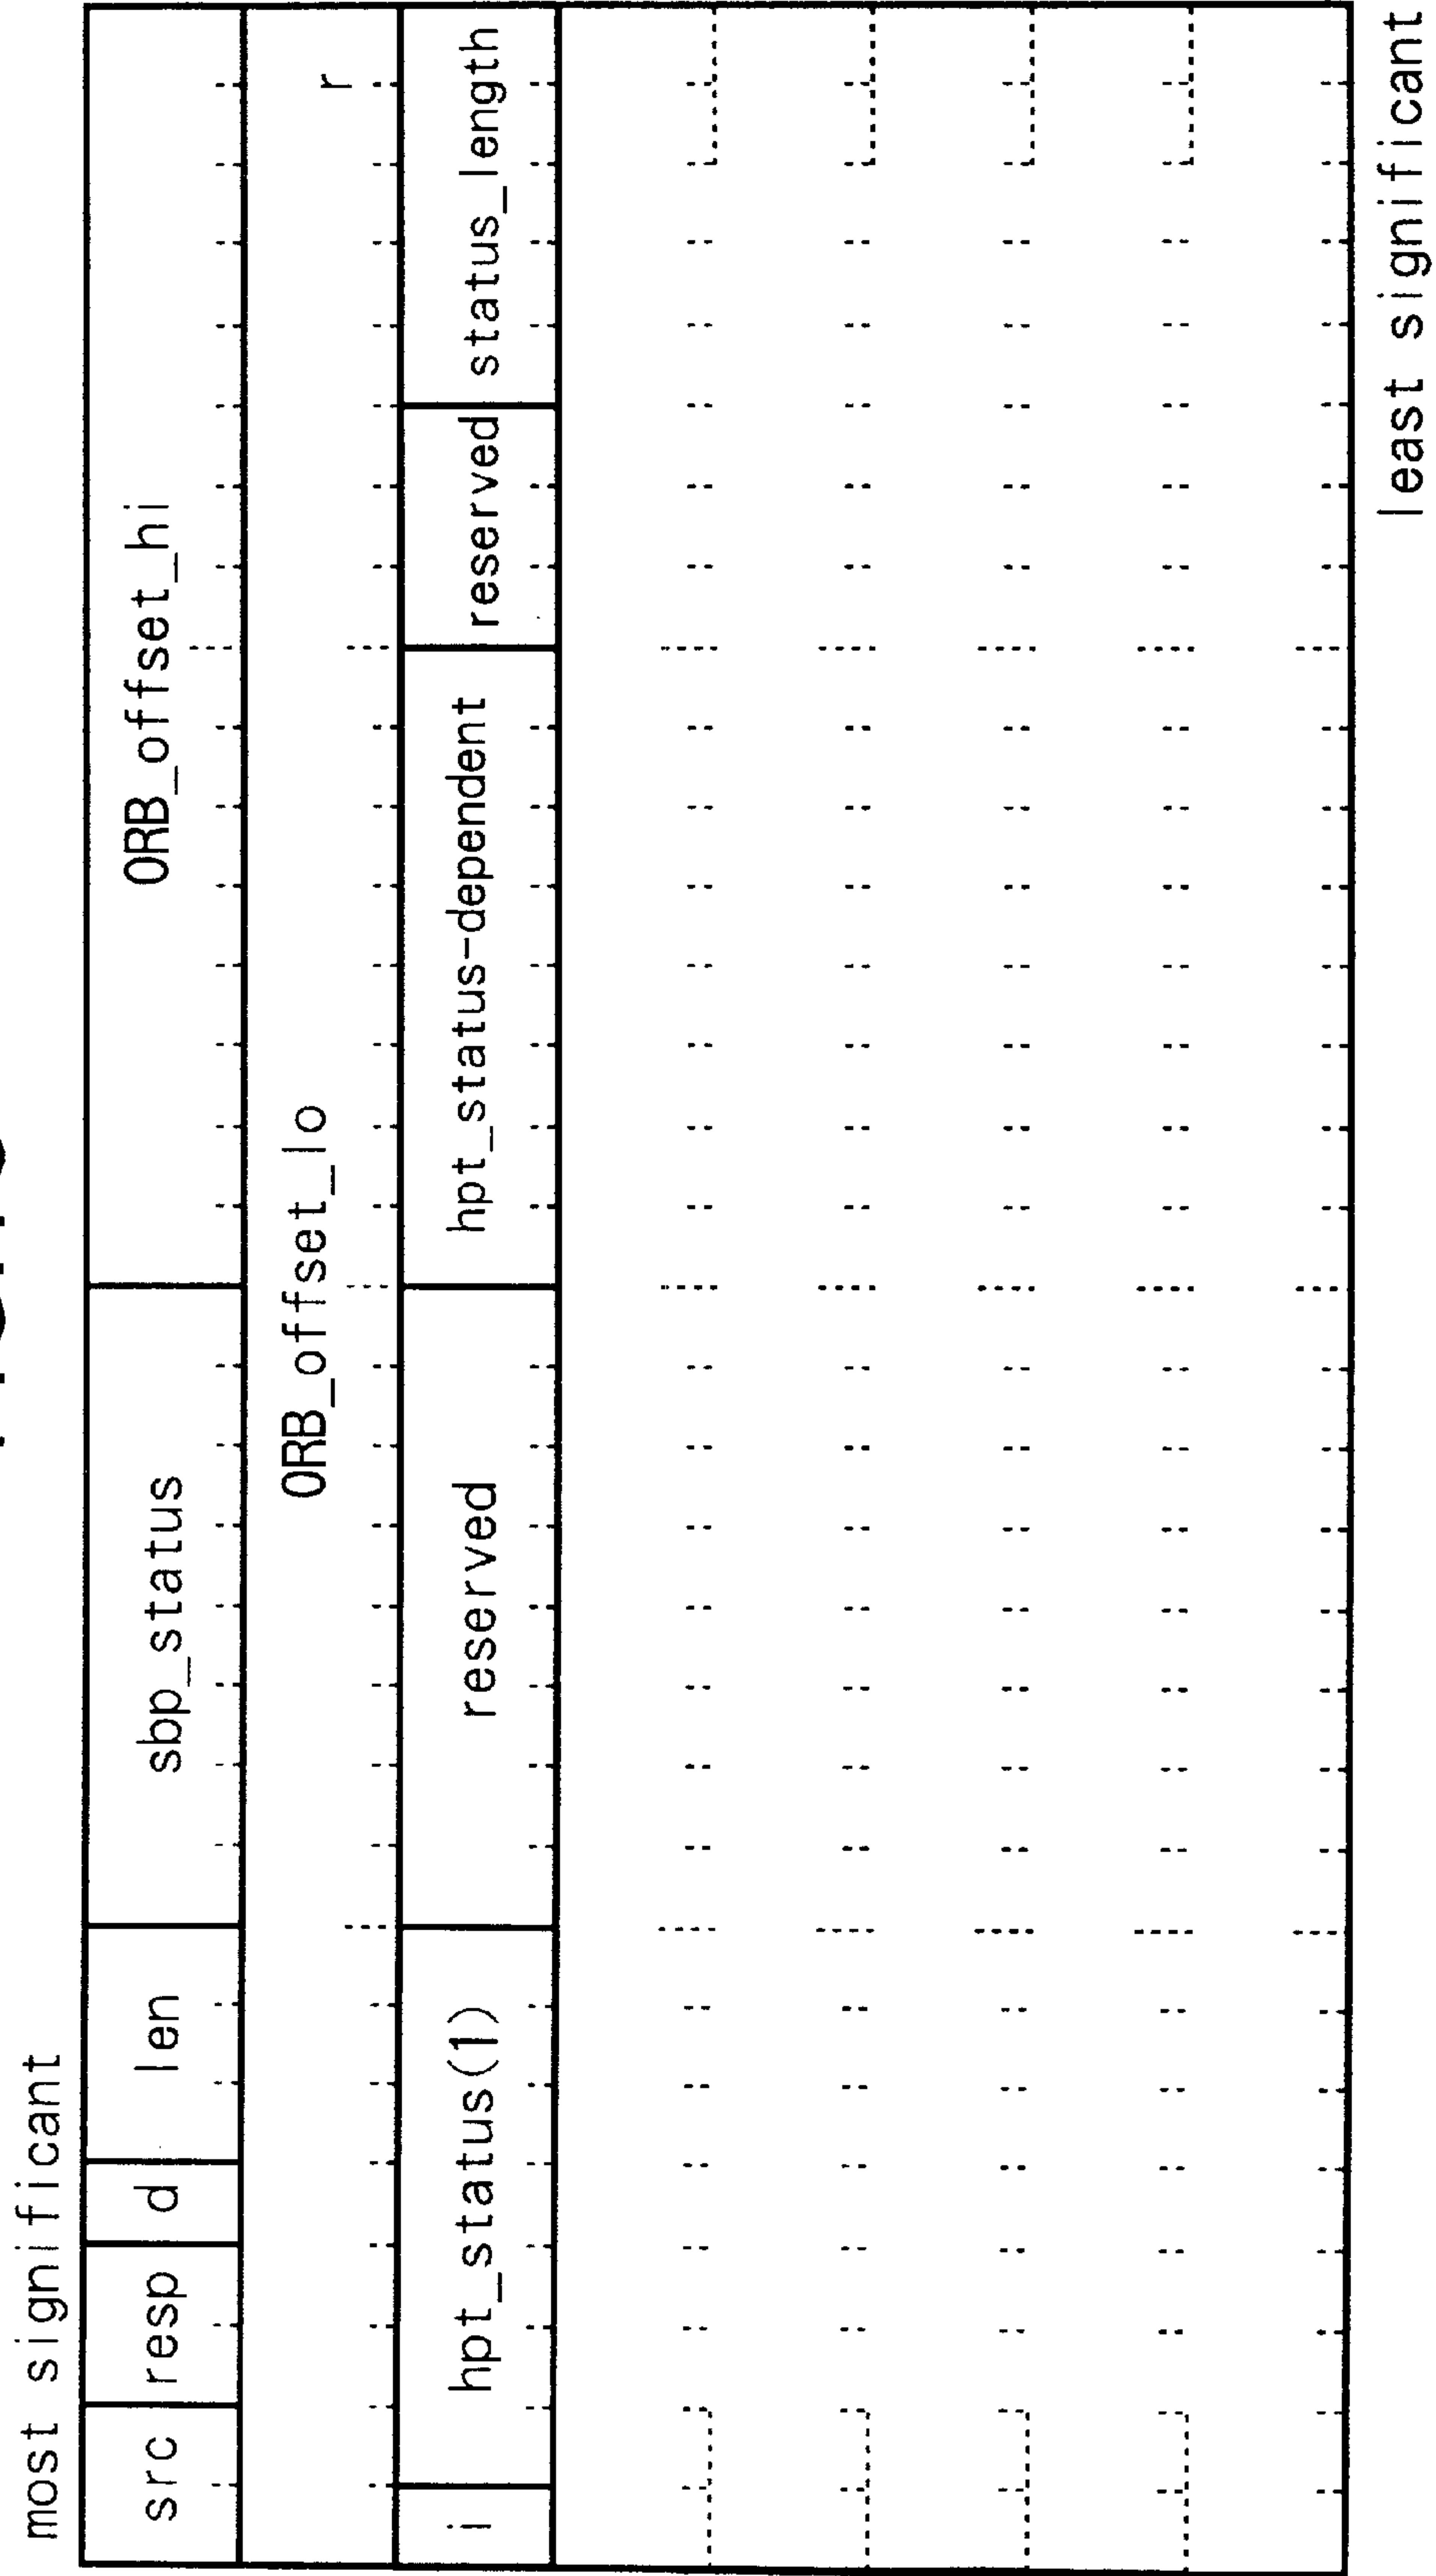 most significant
src resp d len sbp_status ORB_offset_hi
ORB_offset_lo r
i hpt_status(1) reserved hpt_status-dependent reserved status_length
least significant